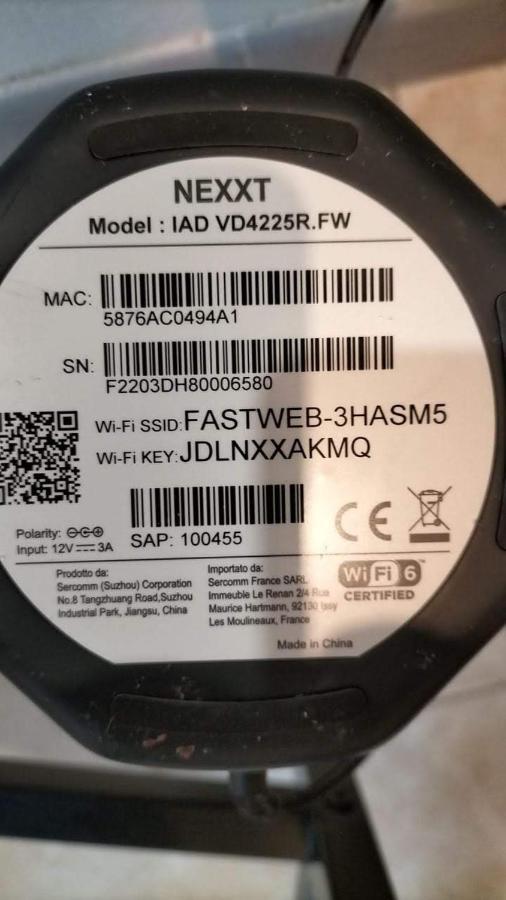 NEXXT
Model : IAD VD4225R.FW
MAC:
5876AC0494A1
SN:
F2203DH80006580
Wi-Fi SSID:FASTWEB-3HASM5
Wi-Fi KEY:JDLNXXAKMQ
SAP: 100455
Polarity:
Input: 12V⎓3A
CE
Prodotto da:
Sercomm (Suzhou) Corporation
No.8 Tangzhuang Road,Suzhou
Industrial Park, Jiangsu, China
Importato da:
Sercomm France SARL
Immeuble Le Renan 2/4 Rue
Maurice Hartmann, 92130 Issy
Les Moulineaux, France
Wi Fi 6
CERTIFIED
Made in China